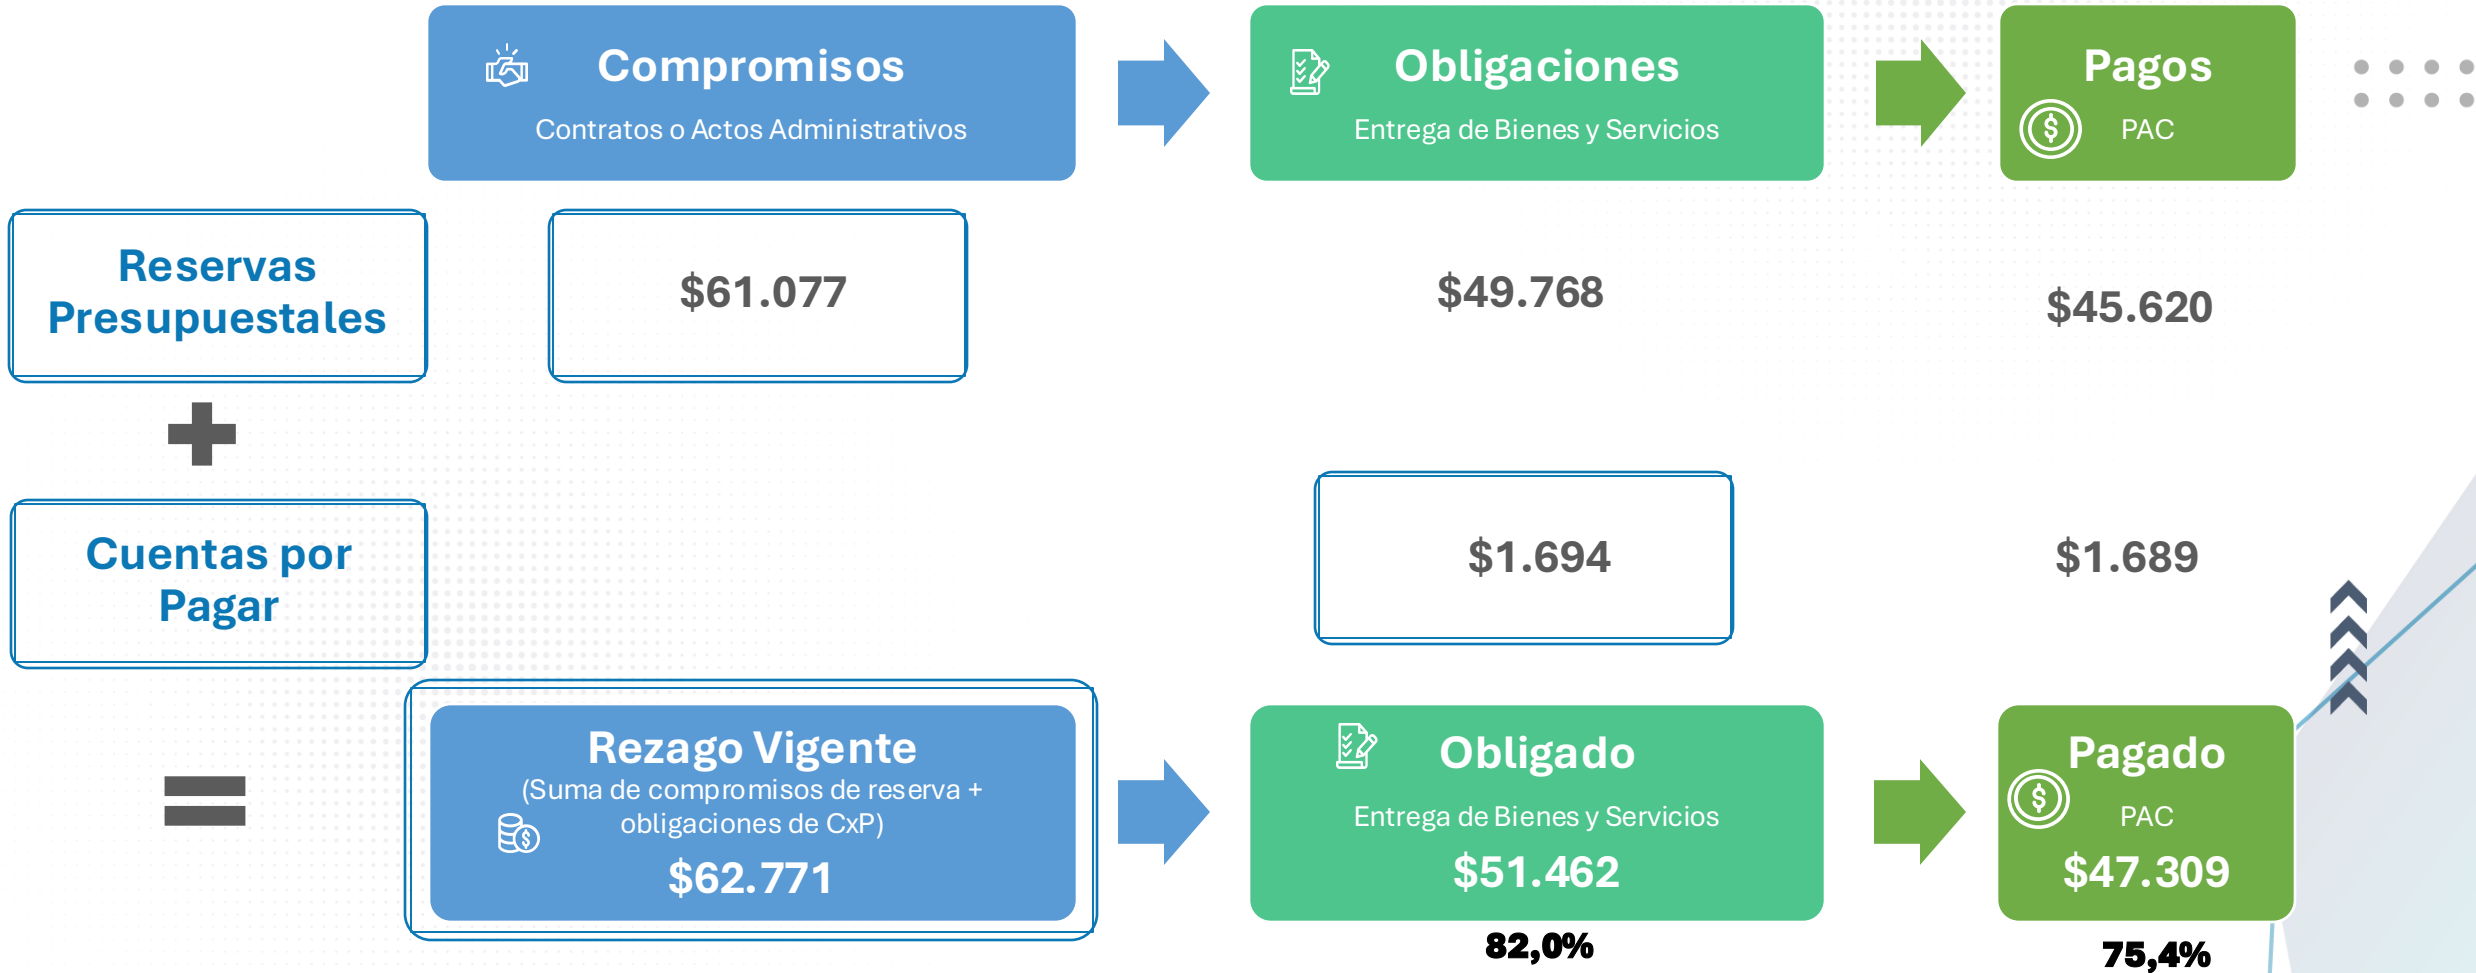 Compromisos
Contratos o Actos Administrativos
Obligaciones
Entrega de Bienes y Servicios
Pagos
PAC
Reservas
Presupuestales
$61.077
$49.768
$45.620
Cuentas por
Pagar
$1.694
$1.689
Rezago Vigente
(Suma de compromisos de reserva +
obligaciones de CxP)
$62.771
Obligado
Entrega de Bienes y Servicios
$51.462
82,0%
Pagado
PAC
$47.309
75,4%